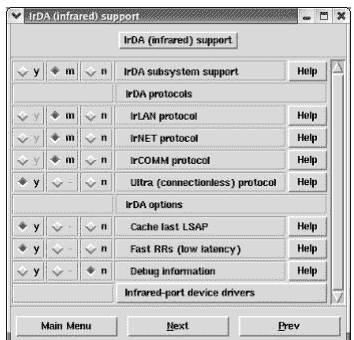 IrDA (infrared) support
IrDA (infrared) support
y m n IrDA subsystem support Help
IrDA protocols
y m n IrLAN protocol Help
y m n IrNET protocol Help
y m n IrCOMM protocol Help
y - n Ultra (connectionless) protocol Help
IrDA options
y - n Cache last LSAP Help
y - n Fast RRs (low latency) Help
y - n Debug information Help
Infrared-port device drivers
Main Menu Next Prev